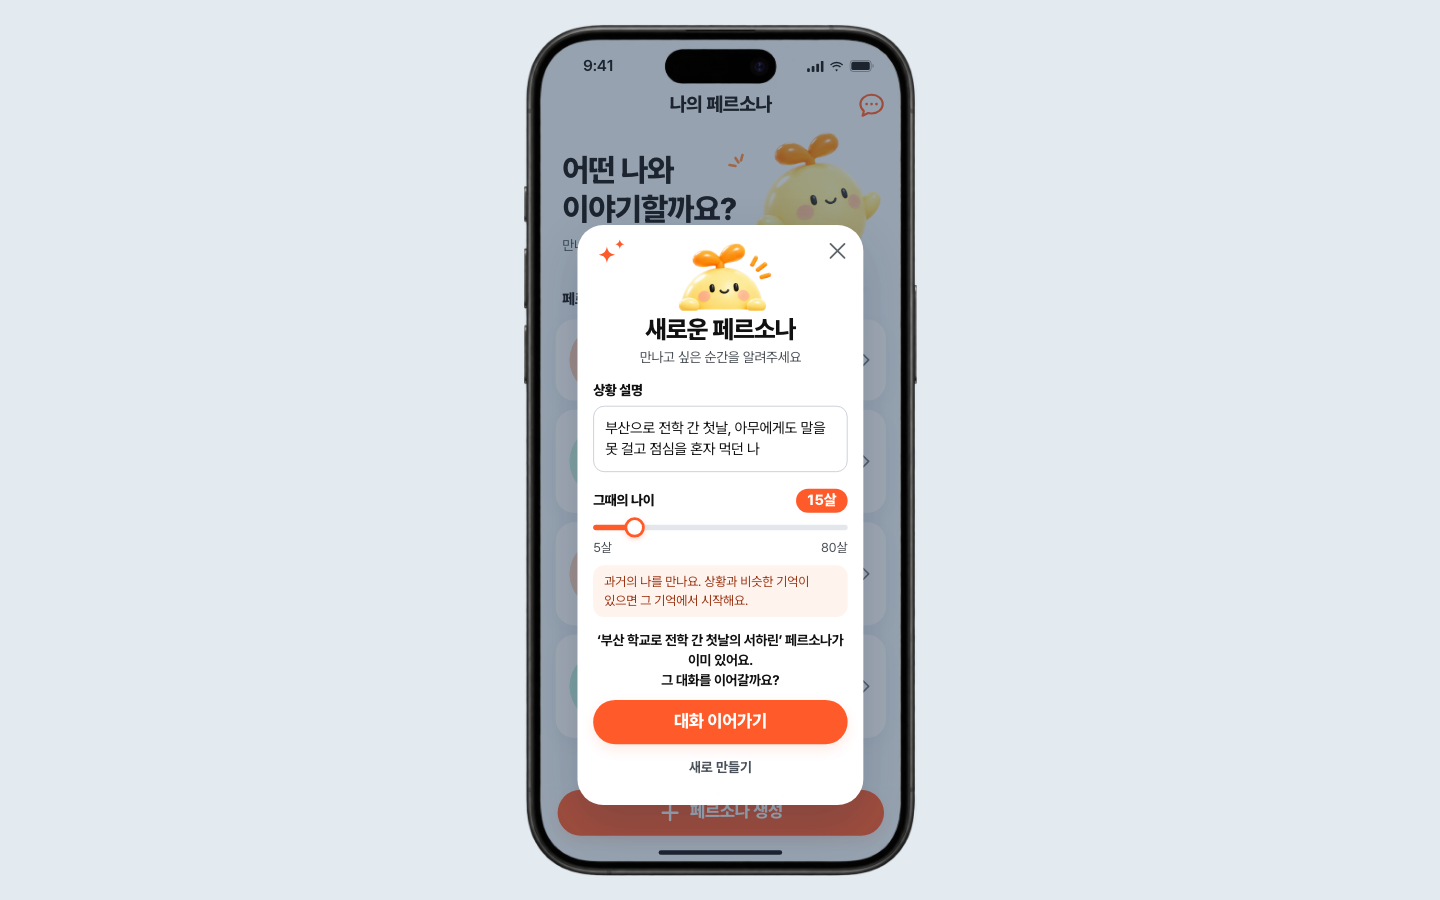 9:41
나의 페르소나
어떤 나와
이야기할까요?
새로운 페르소나
만나고 싶은 순간을 알려주세요
상황 설명
부산으로 전학 간 첫날, 아무에게도 말을
못 걸고 점심을 혼자 먹던 나
그때의 나이
15살
5살
80살
과거의 나를 만나요. 상황과 비슷한 기억이
있으면 그 기억에서 시작해요.
‘부산 학교로 전학 간 첫날의 서하린’ 페르소나가
이미 있어요.
그 대화를 이어갈까요?
대화 이어가기
새로 만들기
페르소나 생성